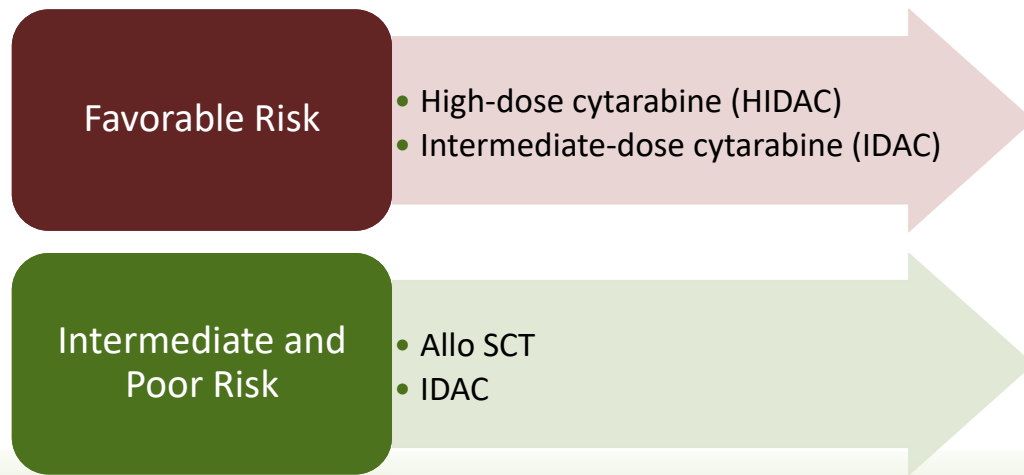 Favorable Risk
• High-dose cytarabine (HIDAC)
• Intermediate-dose cytarabine (IDAC)
Intermediate and
Poor Risk
• Allo SCT
• IDAC